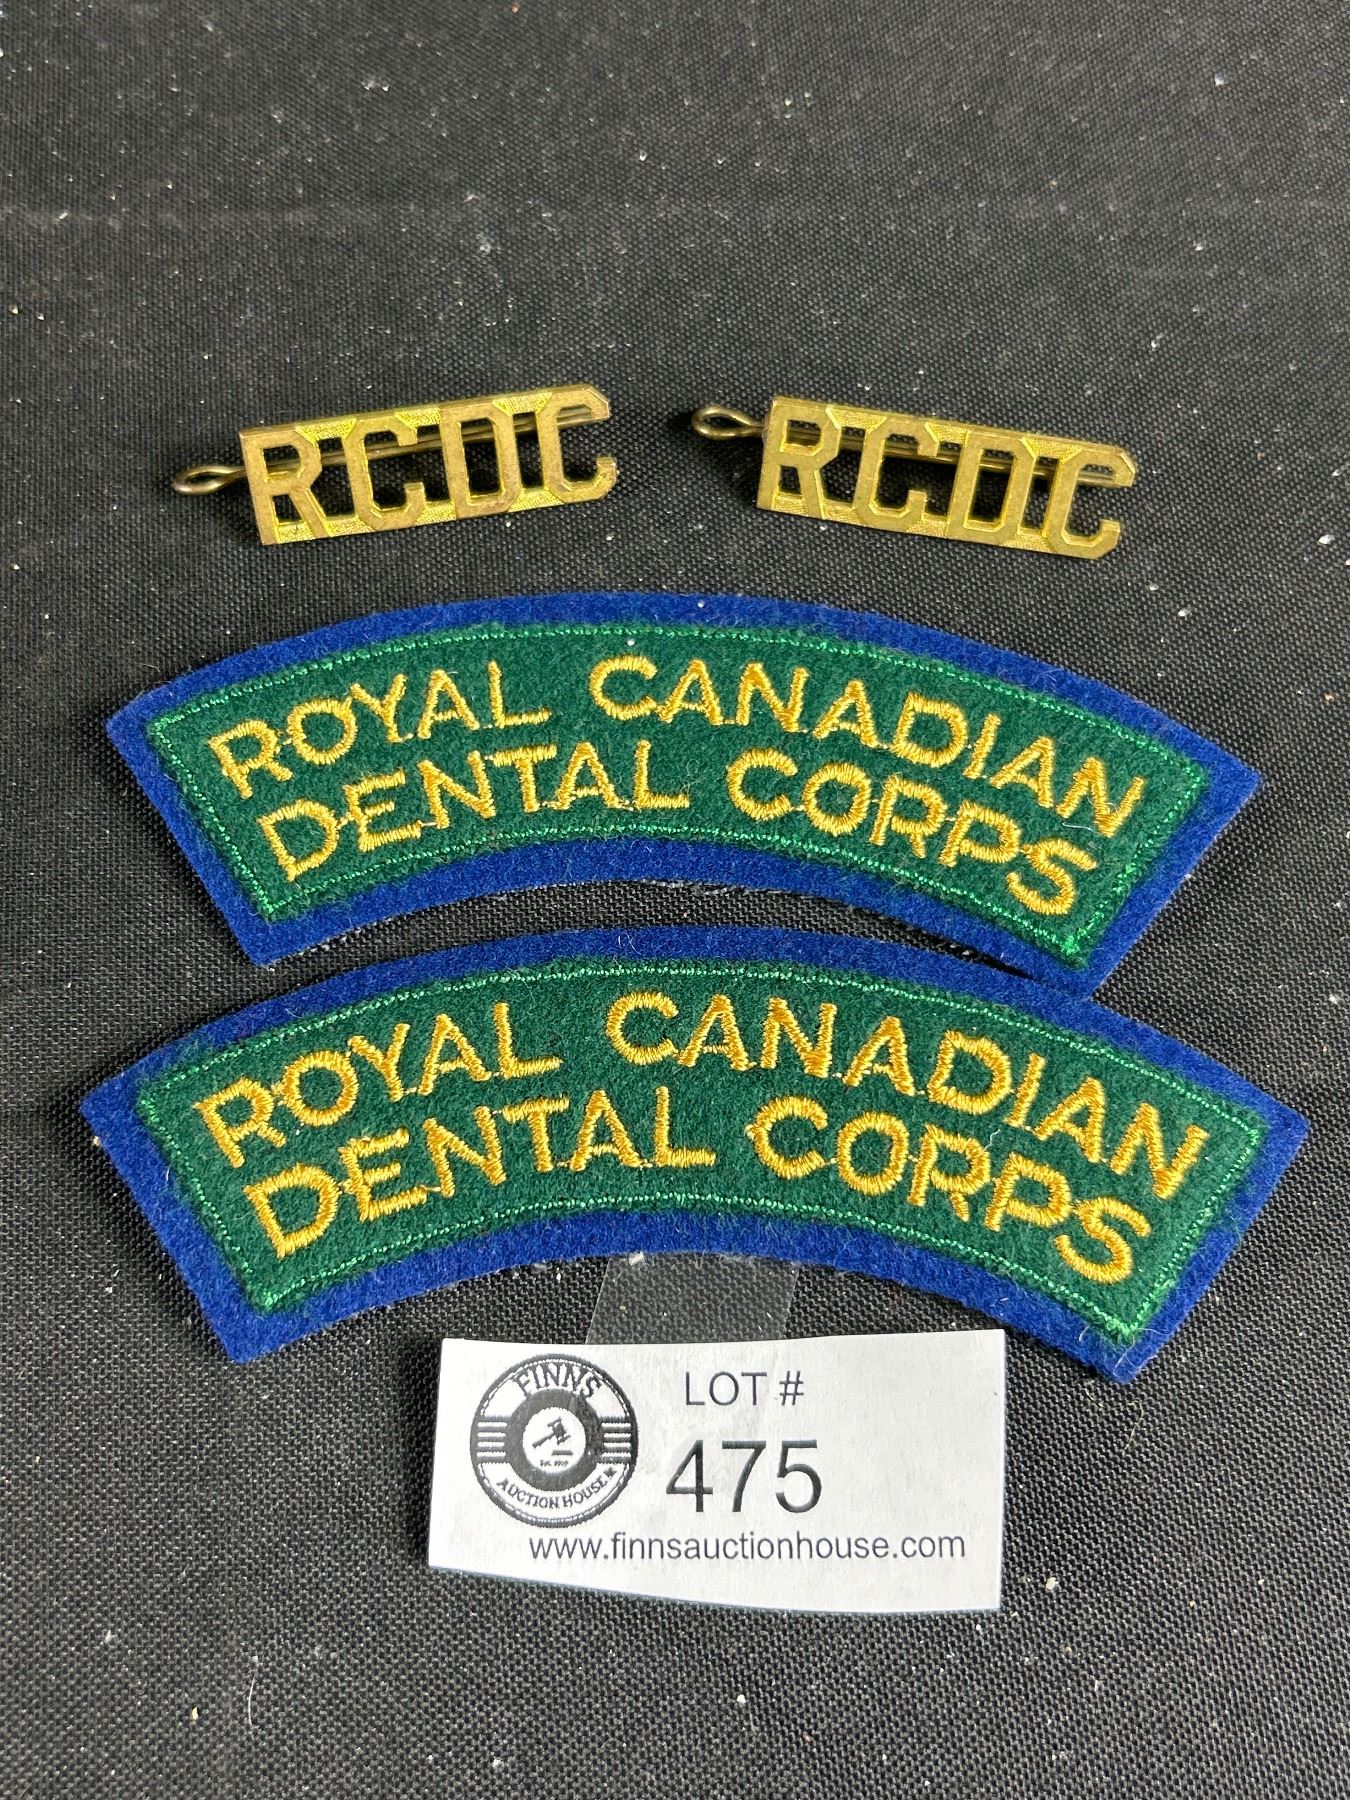 RCDC
RCDC
ROYAL CANADIAN
DENTAL CORPS
ROYAL CANADIAN
DENTAL CORPS
FINNS
AUCTION HOUSE
LOT #
475
www.finnsauctionhouse.com